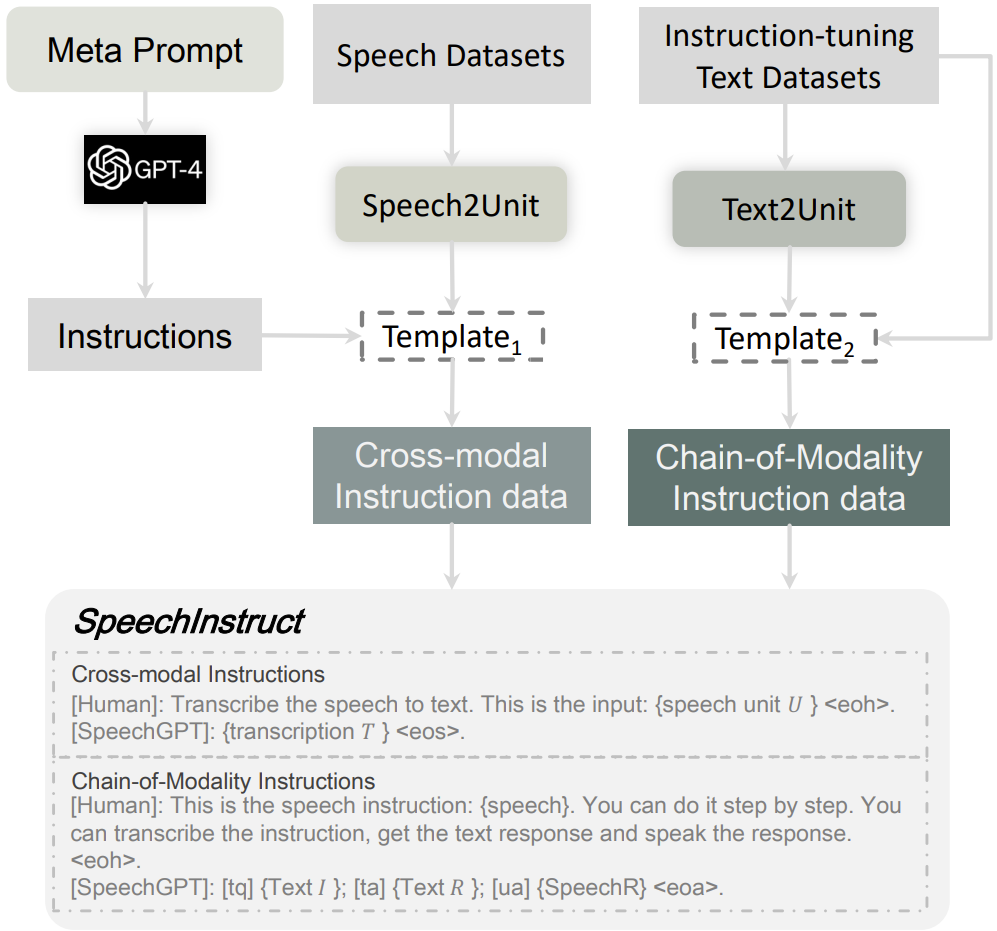 Meta Prompt
Speech Datasets
Instruction-tuning
Text Datasets
GPT-4
Speech2Unit
Text2Unit
Instructions
Template1
Template2
Cross-modal
Instruction data
Chain-of-Modality
Instruction data
SpeechInstruct
Cross-modal Instructions
[Human]: Transcribe the speech to text. This is the input: {speech unit U } <eoh>.
[SpeechGPT]: {transcription T } <eos>.
Chain-of-Modality Instructions
[Human]: This is the speech instruction: {speech}. You can do it step by step. You
can transcribe the instruction, get the text response and speak the response.
<eoh>.
[SpeechGPT]: [tq] {Text I }; [ta] {Text R }; [ua] {SpeechR} <eoa>.